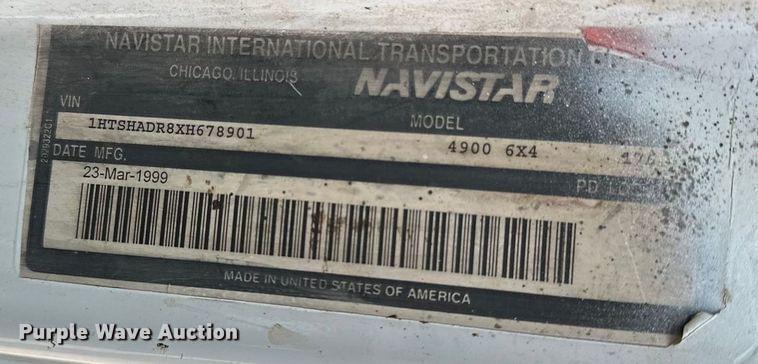 NAVISTAR INTERNATIONAL TRANSPORTATION
CHICAGO, ILLINOIS
NAVISTAR
VIN
MODEL
1HTSHADR8XH678901
4900 6X4
DATE MFG.
PD
23-Mar-1999
MADE IN UNITED STATES OF AMERICA
Purple Wave Auction